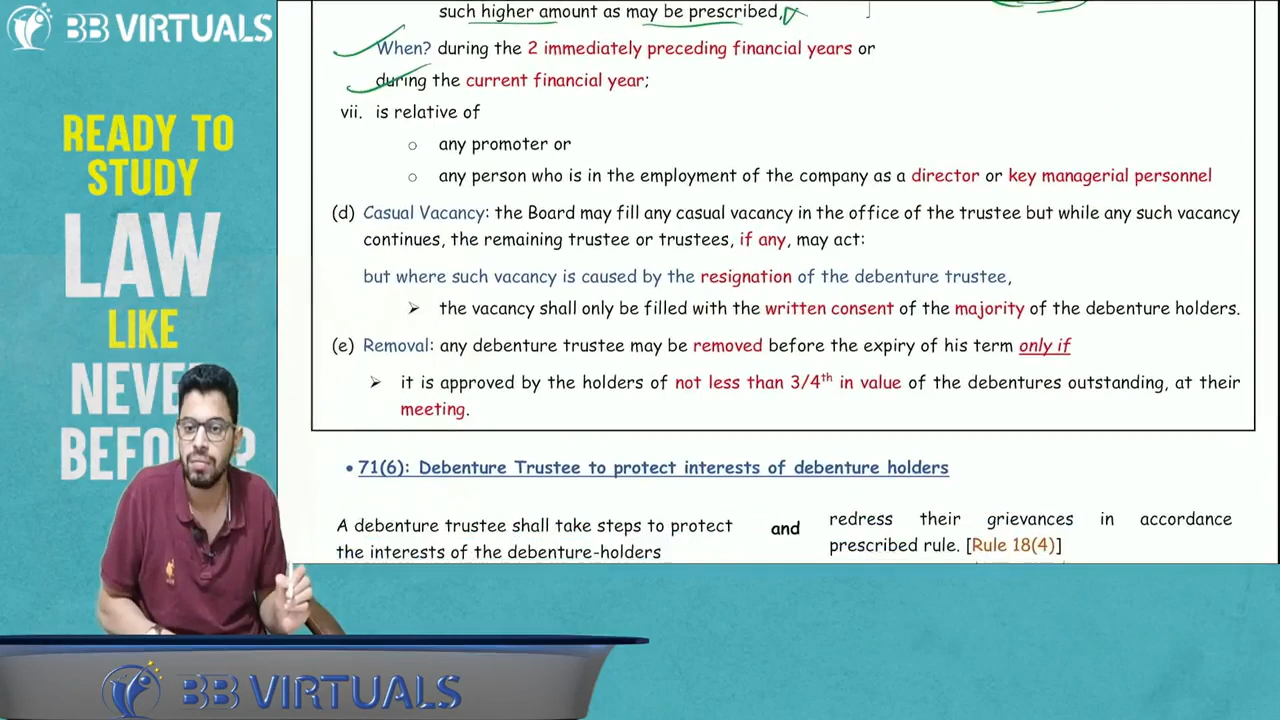 BB VIRTUALS
READY TO
STUDY
LAW
LIKE
NEVER
BEFO ?
such higher amount as may be prescribed,
When? during the 2 immediately preceding financial years or
during the current financial year;
vii. is relative of
o any promoter or
o any person who is in the employment of the company as a director or key managerial personnel
(d) Casual Vacancy: the Board may fill any casual vacancy in the office of the trustee but while any such vacancy
continues, the remaining trustee or trustees, if any, may act:
but where such vacancy is caused by the resignation of the debenture trustee,
➢ the vacancy shall only be filled with the written consent of the majority of the debenture holders.
(e) Removal: any debenture trustee may be removed before the expiry of his term only if
➢ it is approved by the holders of not less than 3/4th in value of the debentures outstanding, at their
meeting.
• 71(6): Debenture Trustee to protect interests of debenture holders
A debenture trustee shall take steps to protect
the interests of the debenture-holders
and
redress their grievances in accordance
prescribed rule. [Rule 18(4)]
BB VIRTUALS